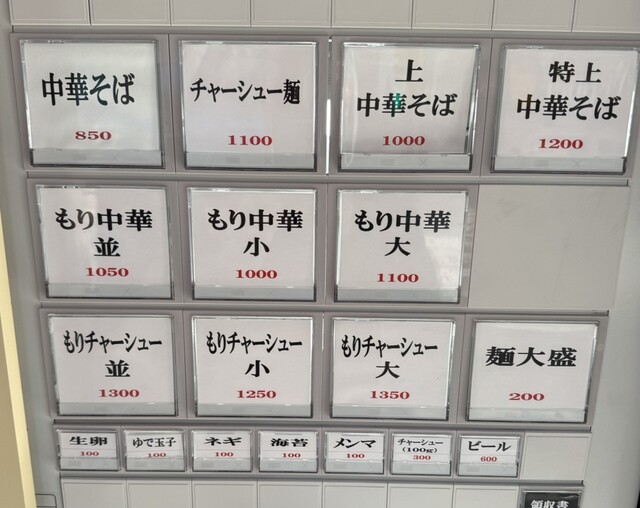 中華そば
850
チャーシュー麺
1100
上
中華そば
1000
特上
中華そば
1200
もり中華
並
1050
もり中華
小
1000
もり中華
大
1100
もりチャーシュー
並
1300
もりチャーシュー
小
1250
もりチャーシュー
大
1350
麺大盛
200
生卵
100
ゆで玉子
100
ネギ
100
海苔
100
メンマ
100
チャーシュー
(100g)
300
ビール
600
領収書